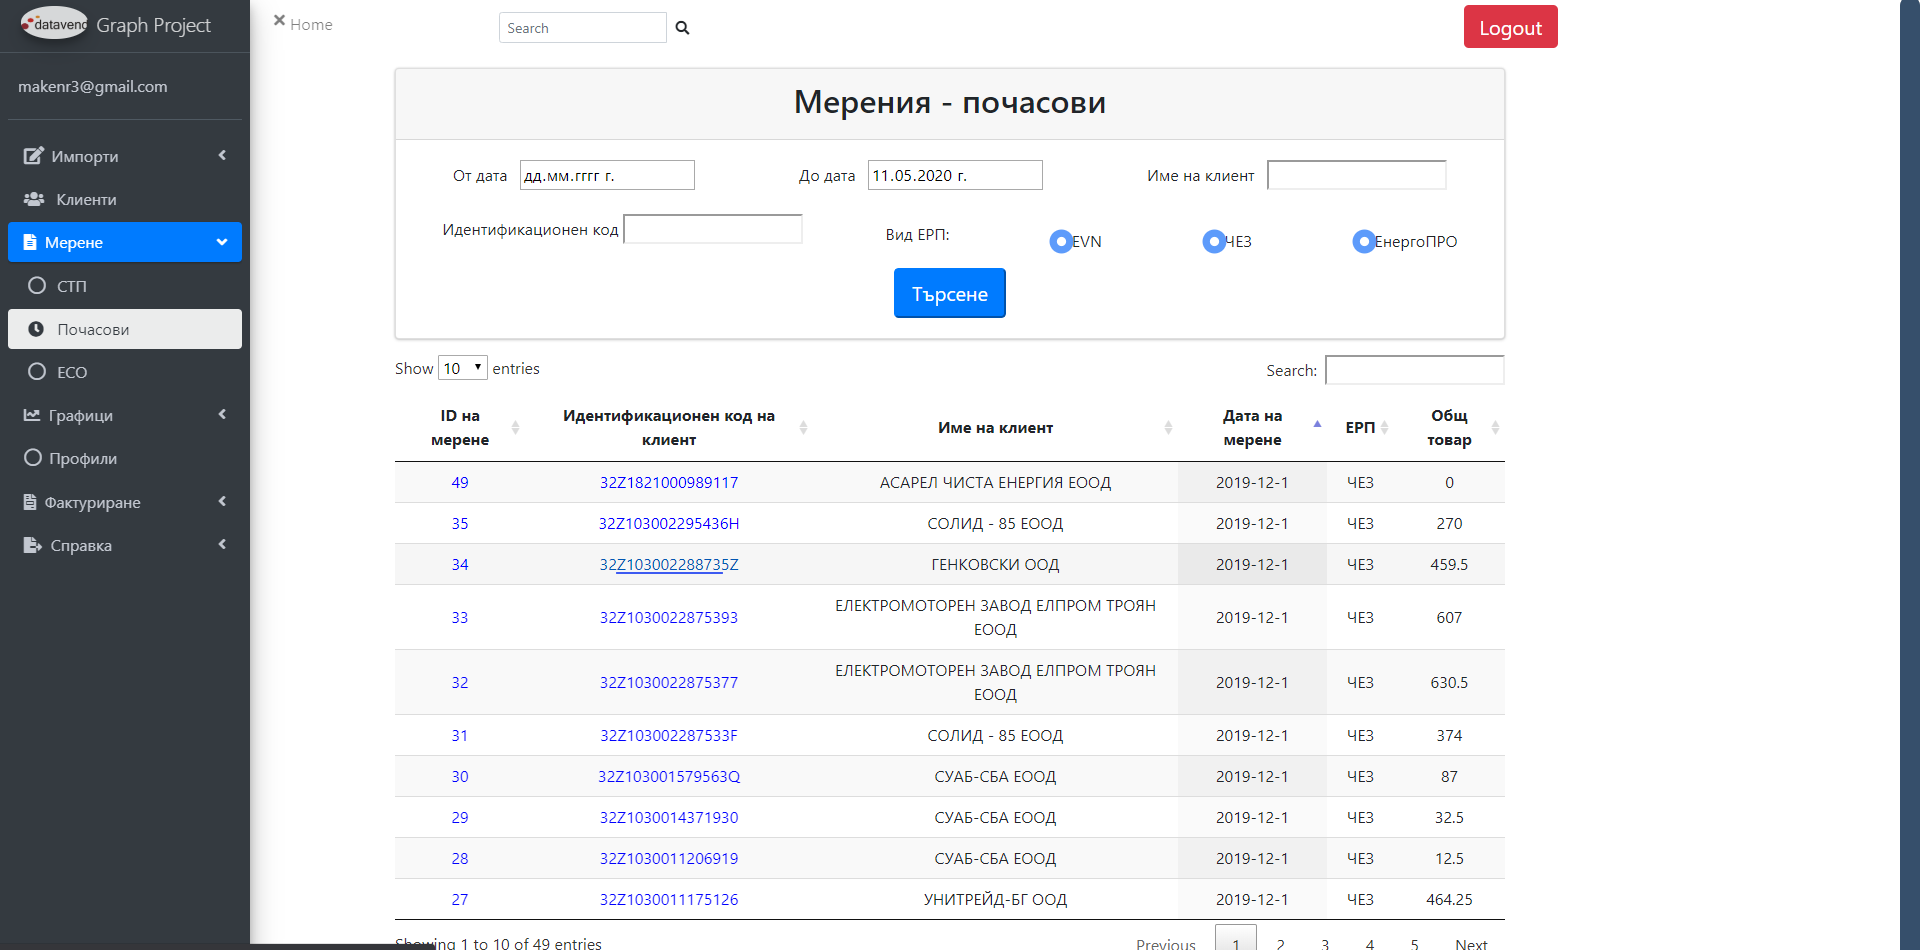 datavend Graph Project
makenr3@gmail.com
Импорти
Клиенти
Мерене
СТП
Почасови
ЕСО
Графици
Профили
Фактуриране
Справка
Home
Search
Logout
Мерения - почасови
От дата дд.мм.гггг г.
До дата 11.05.2020 г.
Име на клиент
Идентификационен код
Вид ЕРП:
EVN
ЧЕЗ
ЕнергоПРО
Търсене
Show 10 entries
Search:
ID на мерене Идентификационен код на клиент Име на клиент Дата на мерене ЕРП Общ товар
49 32Z1821000989117 АСАРЕЛ ЧИСТА ЕНЕРГИЯ ЕООД 2019-12-1 ЧЕЗ 0
35 32Z103002295436H СОЛИД - 85 ЕООД 2019-12-1 ЧЕЗ 270
34 32Z103002288735Z ГЕНКОВСКИ ООД 2019-12-1 ЧЕЗ 459.5
33 32Z1030022875393 ЕЛЕКТРОМОТОРЕН ЗАВОД ЕЛПРОМ ТРОЯН ЕООД 2019-12-1 ЧЕЗ 607
32 32Z1030022875377 ЕЛЕКТРОМОТОРЕН ЗАВОД ЕЛПРОМ ТРОЯН ЕООД 2019-12-1 ЧЕЗ 630.5
31 32Z103002287533F СОЛИД - 85 ЕООД 2019-12-1 ЧЕЗ 374
30 32Z103001579563Q СУАБ-СБА ЕООД 2019-12-1 ЧЕЗ 87
29 32Z1030014371930 СУАБ-СБА ЕООД 2019-12-1 ЧЕЗ 32.5
28 32Z1030011206919 СУАБ-СБА ЕООД 2019-12-1 ЧЕЗ 12.5
27 32Z1030011175126 УНИТРЕЙД-БГ ООД 2019-12-1 ЧЕЗ 464.25
Showing 1 to 10 of 49 entries
Previous 1 2 3 4 5 Next